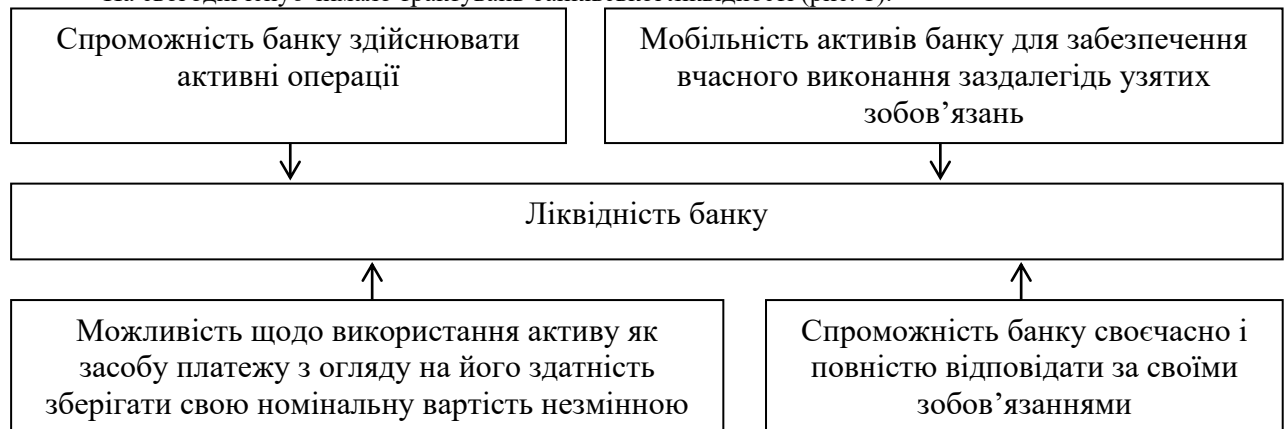 (рис. 1).
Спроможність банку здійснювати
активні операції
Мобільність активів банку для забезпечення
вчасного виконання заздалегідь узятих
зобов’язань
Ліквідність банку
Можливість щодо використання активу як
засобу платежу з огляду на його здатність
зберігати свою номінальну вартість незмінною
Спроможність банку своєчасно і
повністю відповідати за своїми
зобов’язаннями